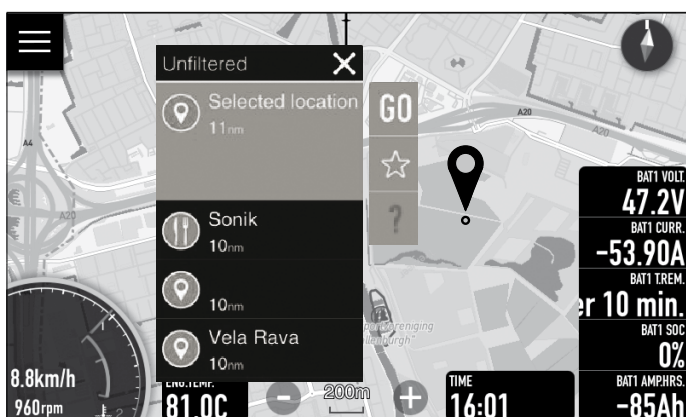 Unfiltered
Selected location
11nm
Sonik
10nm
10nm
Vela Rava
10nm
GO
?
A20
A20
A4
A20
BAT1 VOLT.
47.2V
BAT1 CURR.
-53.90A
BAT1 T.REM.
er 10 min.
BAT1 SOC
0%
BAT1 AMP.HRS.
-85Ah
8.8km/h
960rpm
1
2
ENG.TEMP.
81.0C
200m
TIME
16:01